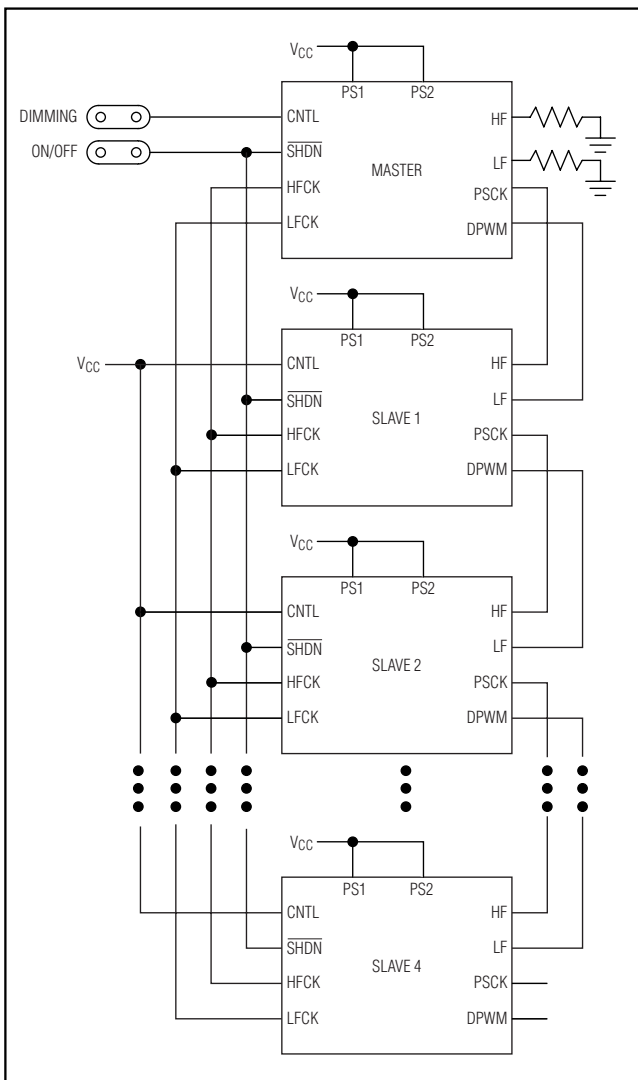 VCC
PS1 PS2
DIMMING CNTL HF
ON/OFF SHDN LF
MASTER
HFCK PSCK
LFCK DPWM
VCC
PS1 PS2
VCC CNTL HF
SHDN LF
SLAVE 1
HFCK PSCK
LFCK DPWM
VCC
PS1 PS2
CNTL HF
SHDN LF
SLAVE 2
HFCK PSCK
LFCK DPWM
VCC
PS1 PS2
CNTL HF
SHDN LF
SLAVE 4
HFCK PSCK
LFCK DPWM